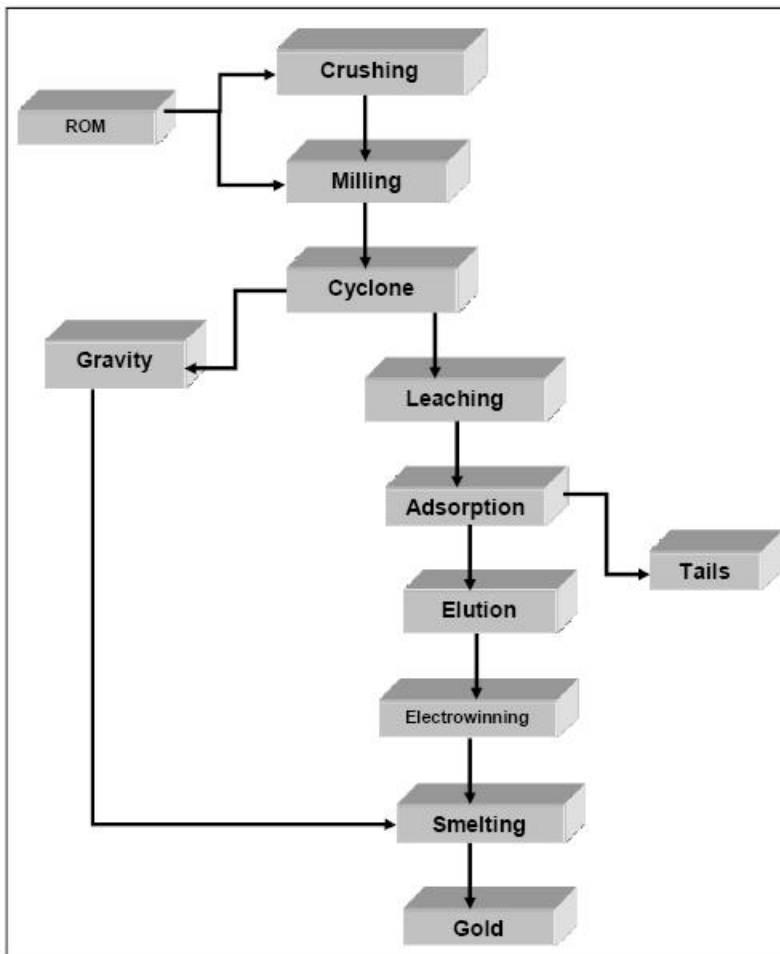 Crushing
ROM
Milling
Cyclone
Gravity
Leaching
Adsorption
Tails
Elution
Electrowinning
Smelting
Gold